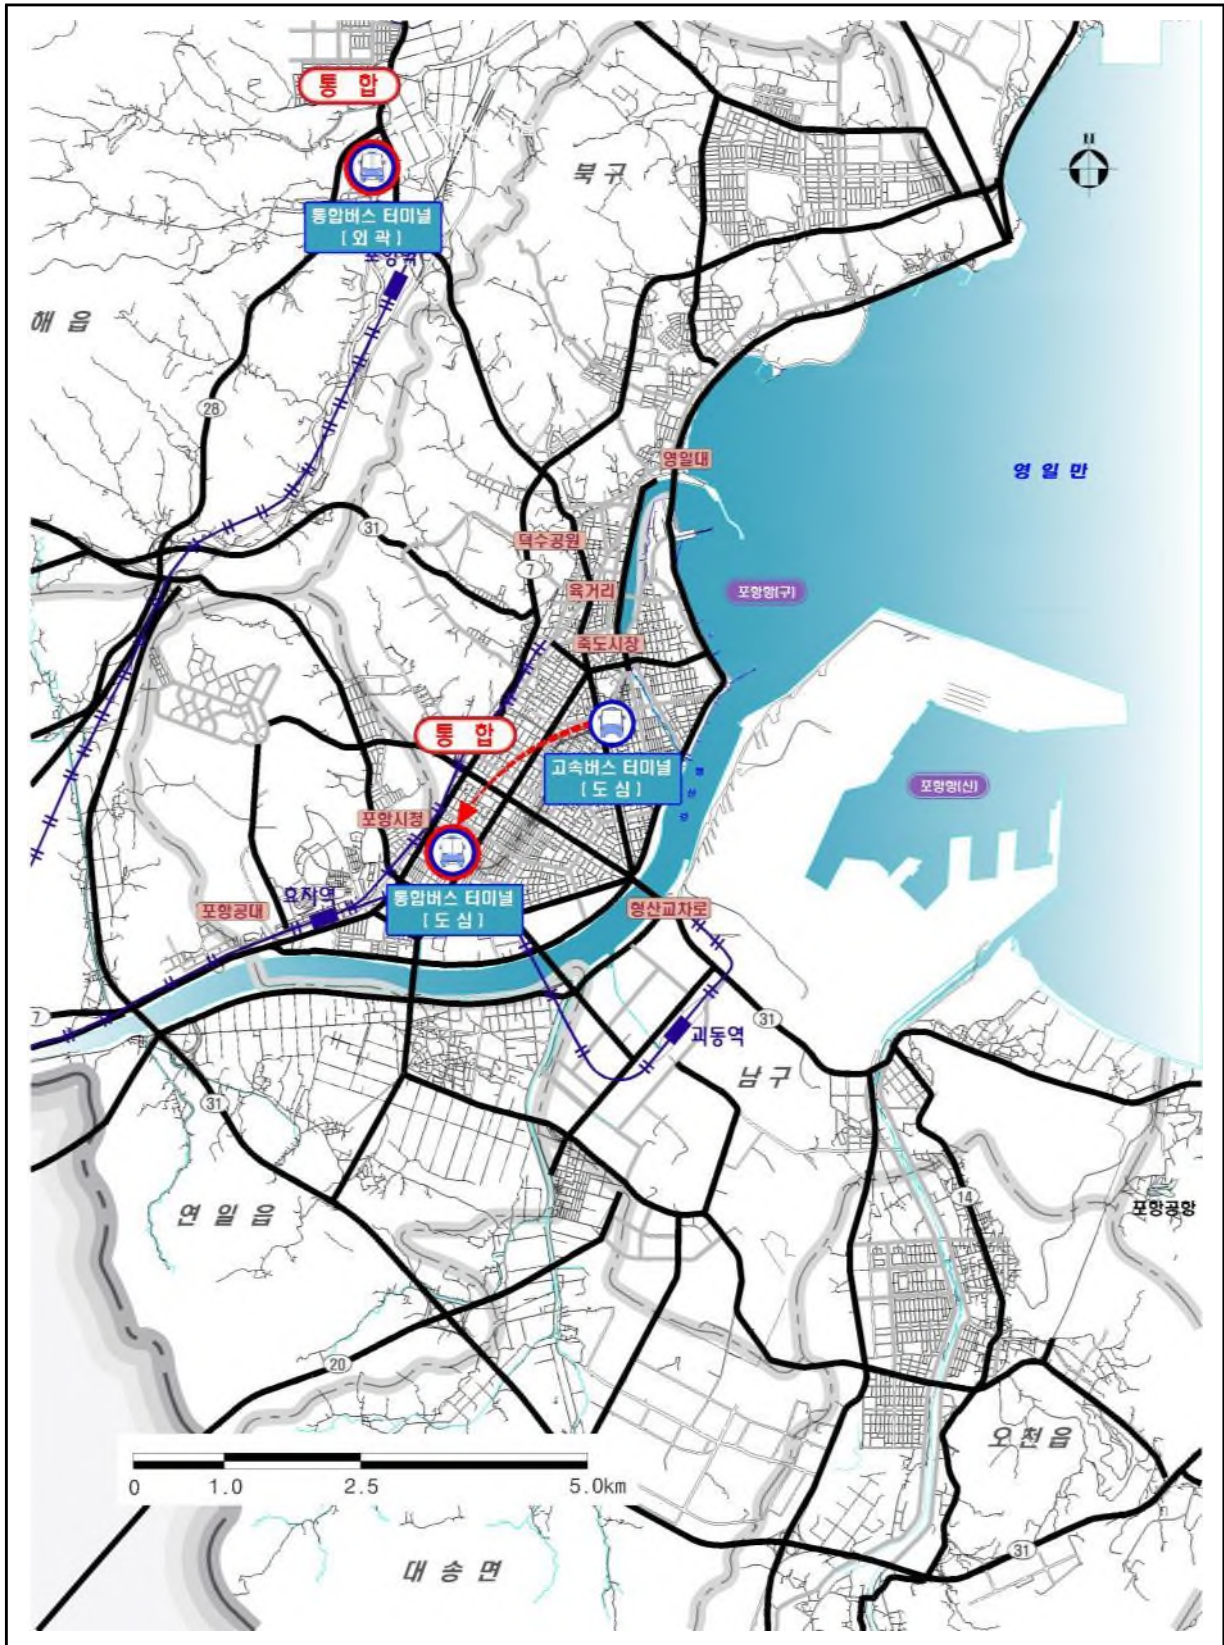 통 합
N
북구
통합버스 터미널
[ 외 곽 ]
포항역
해 읍
28
영일대
영 일 만
31
덕수공원
7
육거리
포항항(구)
죽도시장
통 합
고속버스 터미널
[ 도 심 ]
포항항(신)
포항시청
효자역
통합버스 터미널
[ 도 심 ]
포항공대
형산교차로
7
31
괴동역
남 구
31
14
연 일 읍
포항공항
20
오 천 읍
0 1.0 2.5 5.0km
31
대 송 면